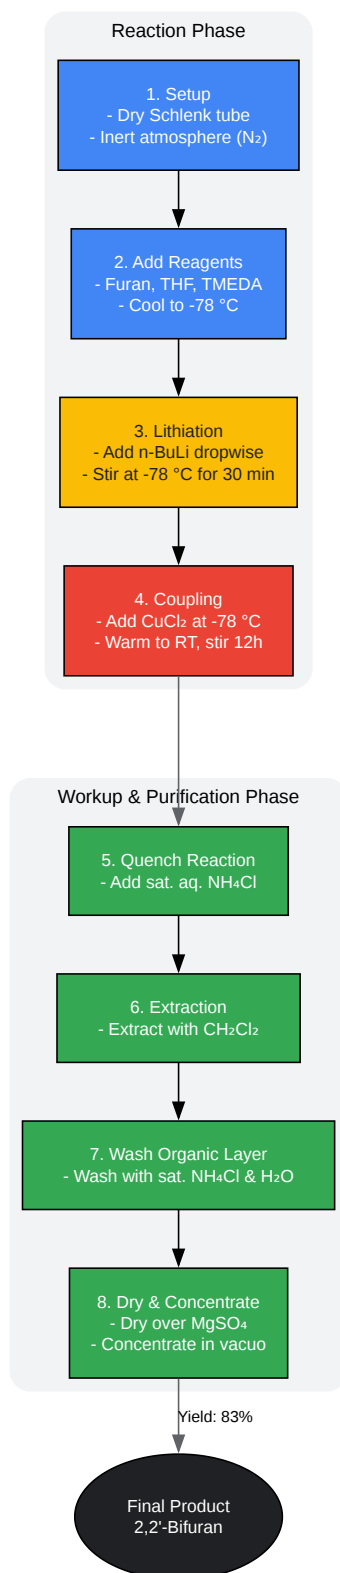 Reaction Phase
1. Setup
- Dry Schlenk tube
- Inert atmosphere (N₂)
2. Add Reagents
- Furan, THF, TMEDA
- Cool to -78 °C
3. Lithiation
- Add n-BuLi dropwise
- Stir at -78 °C for 30 min
4. Coupling
- Add CuCl₂ at -78 °C
- Warm to RT, stir 12h
Workup & Purification Phase
5. Quench Reaction
- Add sat. aq. NH₄Cl
6. Extraction
- Extract with CH₂Cl₂
7. Wash Organic Layer
- Wash with sat. NH₄Cl & H₂O
8. Dry & Concentrate
- Dry over MgSO₄
- Concentrate in vacuo
Yield: 83%
Final Product
2,2'-Bifuran